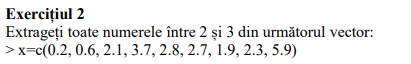 Exercițiul 2
Extrageți toate numerele între 2 și 3 din următorul vector:
> x=c(0.2, 0.6, 2.1, 3.7, 2.8, 2.7, 1.9, 2.3, 5.9)